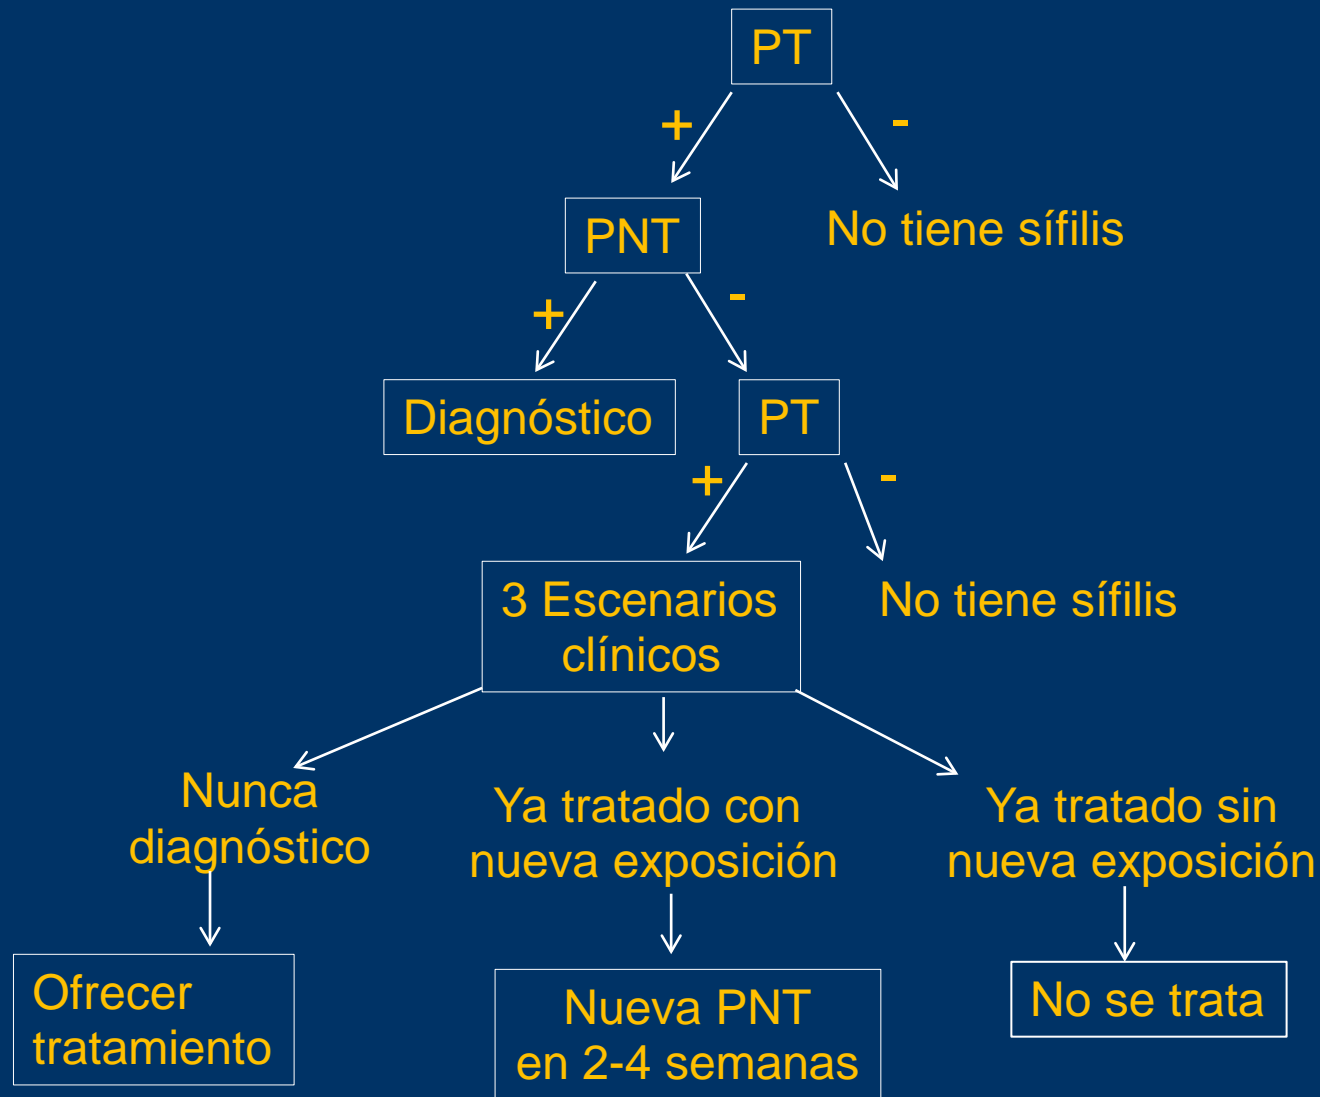 PT
+
-
PNT
No tiene sífilis
+
-
Diagnóstico
PT
+
-
3 Escenarios
clínicos
No tiene sífilis
Nunca
diagnóstico
Ya tratado con
nueva exposición
Ya tratado sin
nueva exposición
Ofrecer
tratamiento
Nueva PNT
en 2-4 semanas
No se trata